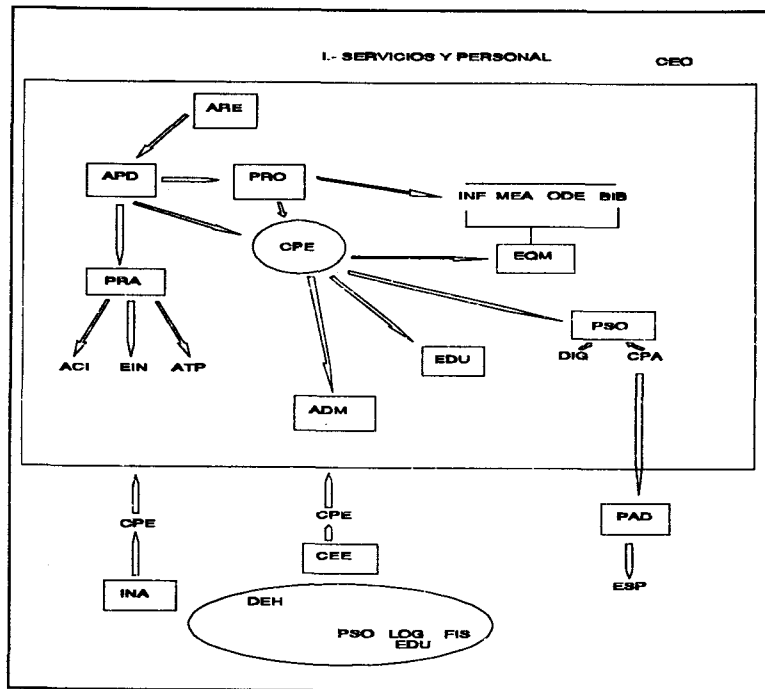 I.- SERVICIOS Y PERSONAL CEO
ARE
APD PRO
INF MEA ODE BIB
CPE
EQM
PRA
PSO
DIG CPA
EDU
ACI EIN ATP
ADM
CPE CPE
PAD
CEE
INA
ESP
DEH
PSO LOG FIS
EDU